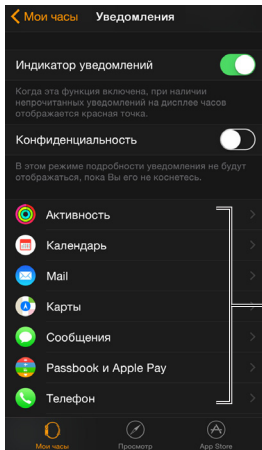 Мои часы Уведомления
Индикатор уведомлений
Когда эта функция включена, при наличии
непрочитанных уведомлений на дисплее часов
отображается красная точка.
Конфиденциальность
В этом режиме подробности уведомления не будут
отображаться, пока Вы его не коснетесь.
Активность
Календарь
Mail
Карты
Сообщения
Passbook и Apple Pay
Телефон
Мои часы Просмотр App Store